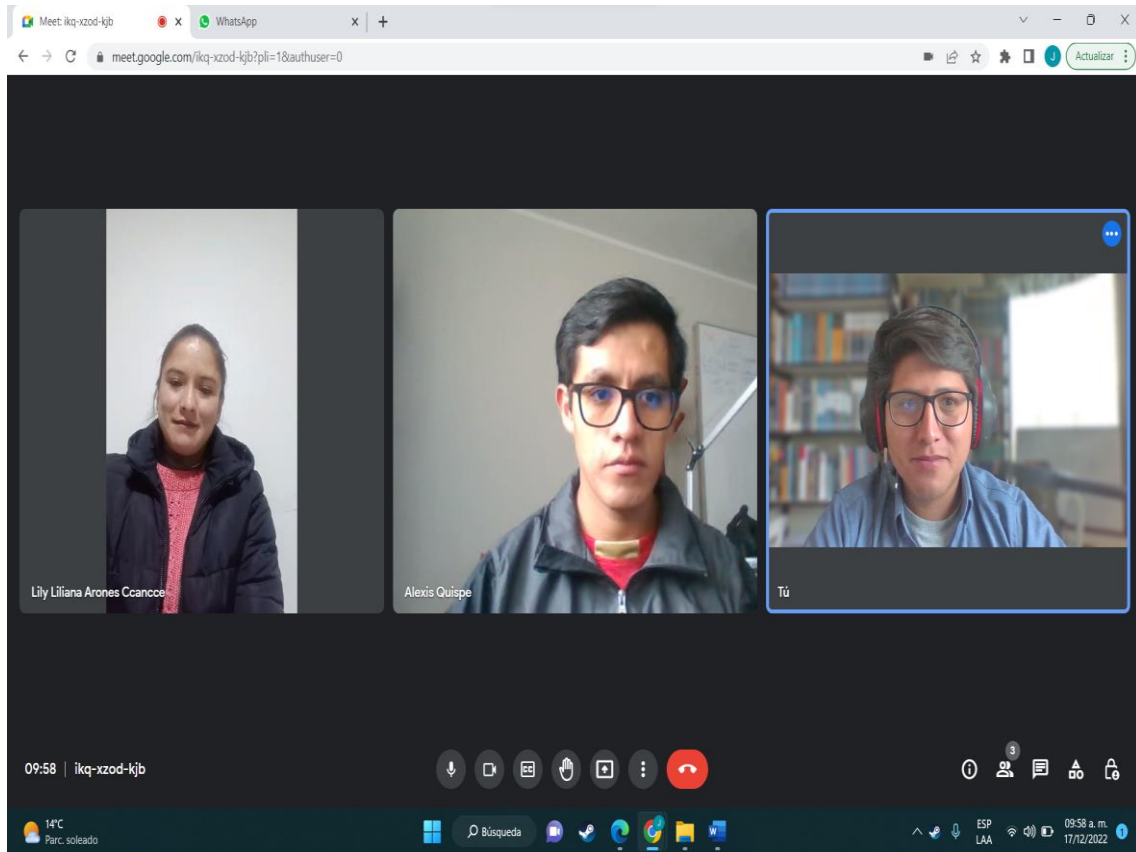 Meet: ikq-xzod-kjb
WhatsApp
meet.google.com/ikq-xzod-kjb?pli=1&authuser=0
J
Actualizar
Lily Liliana Arones Ccancce
Alexis Quispe
Tú
09:58 | ikq-xzod-kjb
CC
3
14°C
Parc. soleado
Búsqueda
ESP
LAA
09:58 a. m.
17/12/2022
1